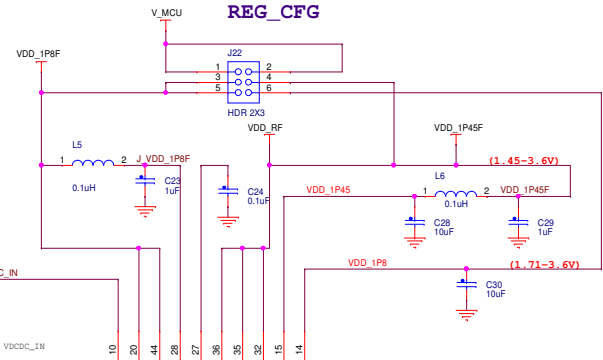 V_MCU
REG_CFG
VDD_1P8F
J22
1 2
3 4
5 6
HDR 2X3
VDD_RF
VDD_1P45F
L5
1 2
J_VDD_1P8F
0.1uH
C23
1uF
C24
0.1uF
(1.45-3.6V)
L6
VDD_1P45
1 2
VDD_1P45F
0.1uH
C28
10uF
C29
1uF
VDD_1P8
(1.71-3.6V)
C_IN
C30
10uF
VDCDC_IN
10
20
44
28
27
36
35
32
15
14